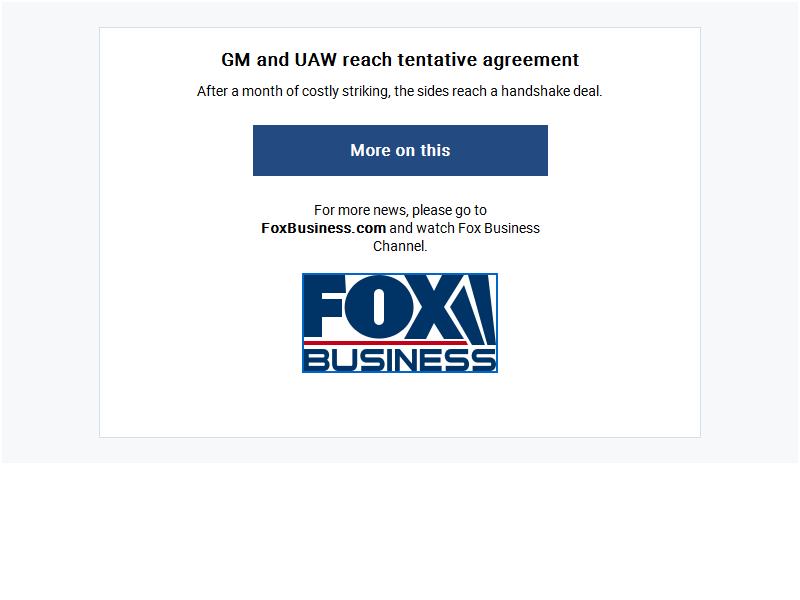 GM and UAW reach tentative agreement
After a month of costly striking, the sides reach a handshake deal.
More on this
For more news, please go to
FoxBusiness.com and watch Fox Business
Channel.
FOX
BUSINESS